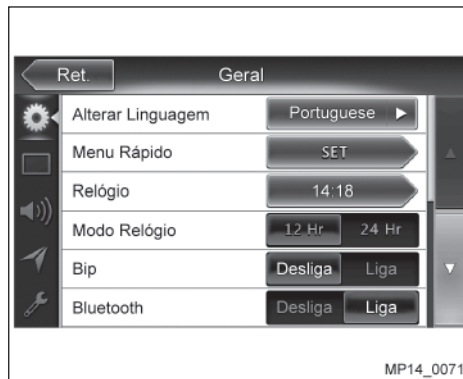 Ret. Geral
Alterar Linguagem Portuguese
Menu Rápido SET
Relógio 14:18
Modo Relógio 12 Hr 24 Hr
Bip Desliga Liga
Bluetooth Desliga Liga
MP14_0071